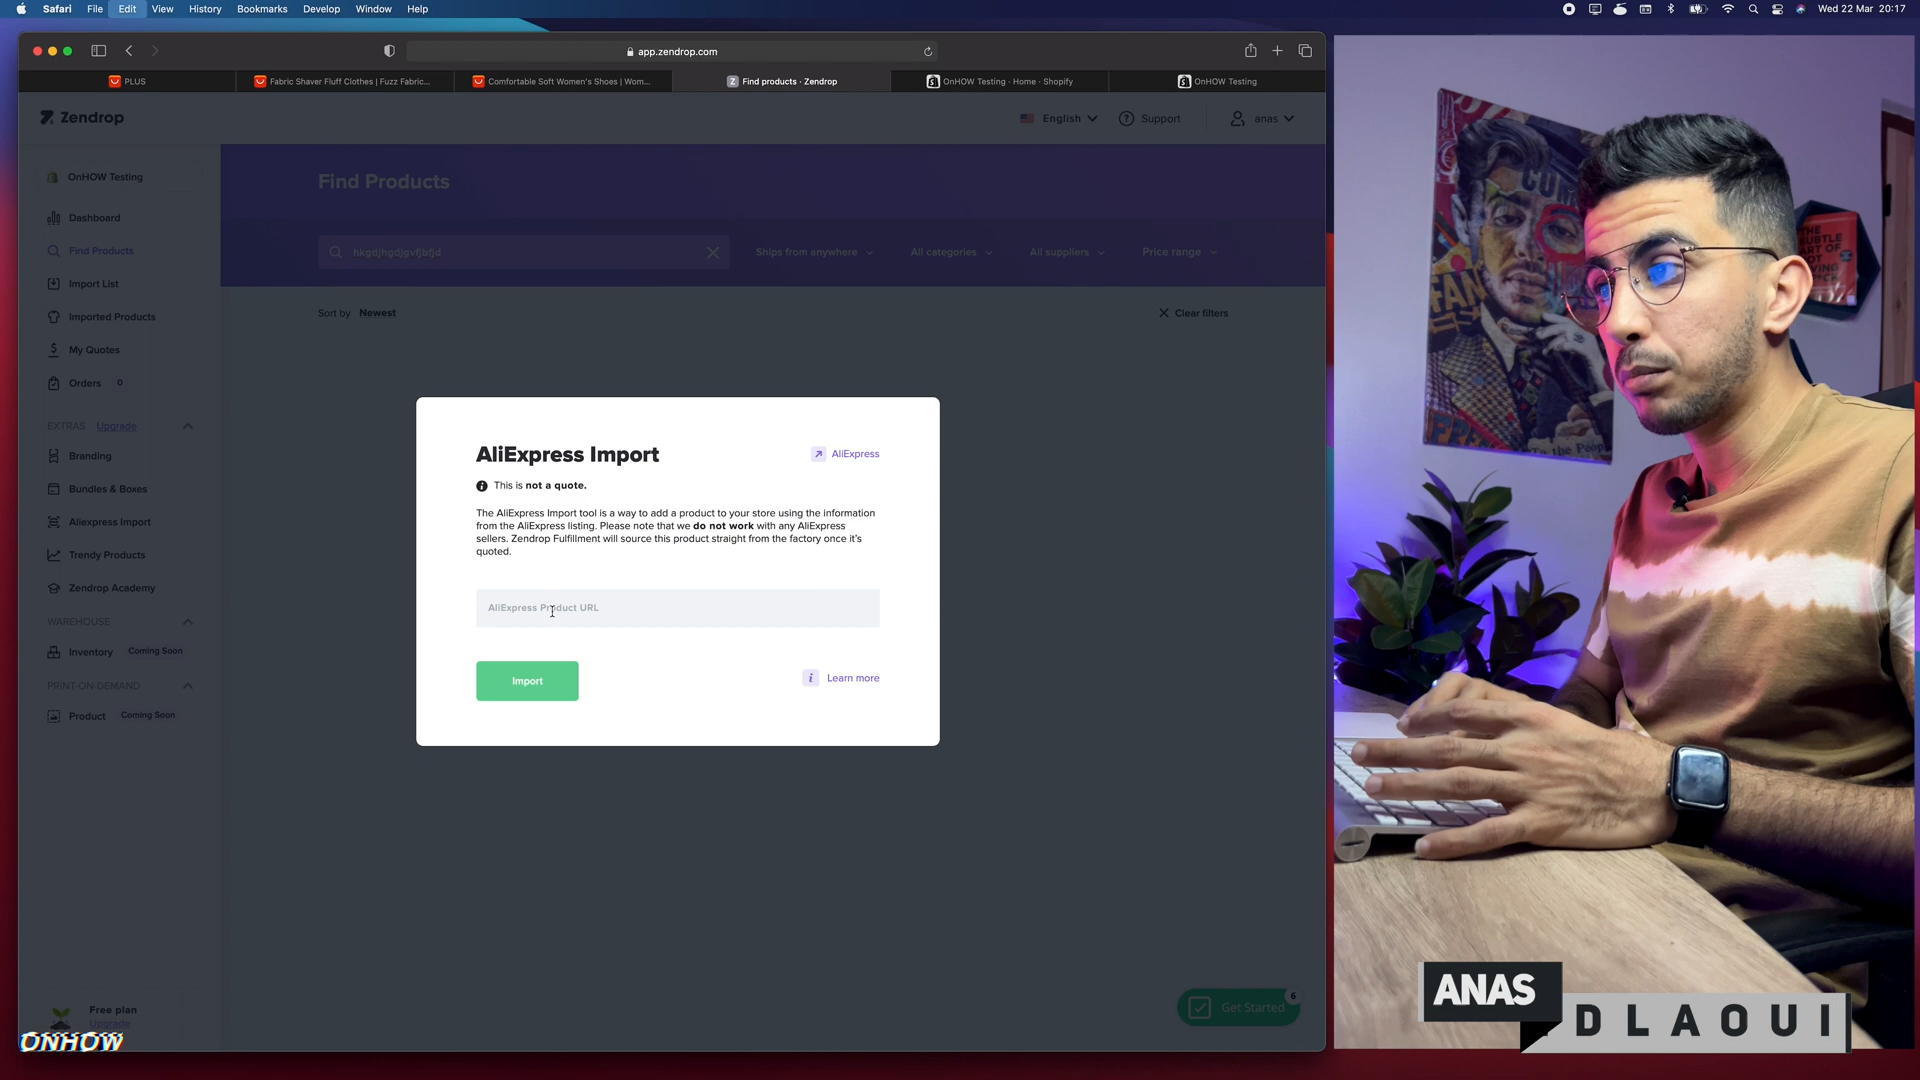 Safari File Edit View History Bookmarks Develop Window Help
Wed 22 Mar 20:17
app.zendrop.com
PLUS
Fabric Shaver Fluff Clothes | Fuzz Fabric...
Comfortable Soft Women's Shoes | Wom...
Find products · Zendrop
OnHOW Testing · Home · Shopify
OnHOW Testing
Zendrop
English
Support
anas
OnHOW Testing
Dashboard
Find Products
Import List
Imported Products
My Quotes
Orders 0
EXTRAS Upgrade
Branding
Bundles & Boxes
Aliexpress Import
Trendy Products
Zendrop Academy
WAREHOUSE
Inventory Coming Soon
PRINT-ON-DEMAND
Product Coming Soon
Free plan
Upgrade
ONHOW
Find Products
hkgdjhgdjgvfjbfjd
Ships from anywhere
All categories
All suppliers
Price range
Sort by Newest
Clear filters
AliExpress Import
AliExpress
This is not a quote.
The AliExpress Import tool is a way to add a product to your store using the information
from the AliExpress listing. Please note that we do not work with any AliExpress
sellers. Zendrop Fulfillment will source this product straight from the factory once it's
quoted.
AliExpress Product URL
Import
Learn more
Get Started
6
THE
SUBTLE
ART OF
ANAS
DLAOUI